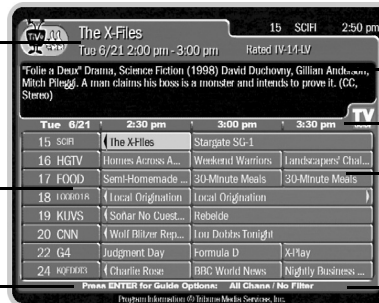 TiVo
The X-Files
15 SCIFI 2:50 pm
Tue 6/21 2:00 pm - 3:00 pm Rated TV-14-LV
"Folie a Deux" Drama, Science Fiction (1998) David Duchovny, Gillian Anderson,
Mitch Pileggi. A man claims his boss is a monster and intends to prove it. (CC,
Stereo)
TV
Tue 6/21 2:30 pm 3:00 pm 3:30 pm
15 SCIFI The X-Files Stargate SG-1
16 HGTV Homes Across A... Weekend Warriors Landscapers' Chal...
17 FOOD Semi-Homemade ... 30-Minute Meals 30-Minute Meals
18 LOORO18 Local Origination Local Origination
19 KUVS Soñar No Cuest... Rebelde
20 CNN Wolf Blitzer Rep... Lou Dobbs Tonight
22 G4 Judgment Day Formula D X-Play
24 Charlie Rose BBC World News Nightly Business ...
Press ENTER for Guide Options: All Chans / No Filter
Program Information © Tribune Media Services, Inc.